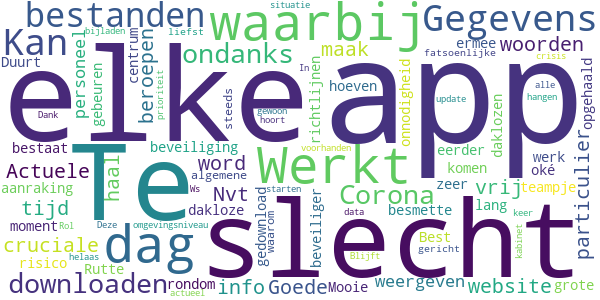 bestanden
waarbij
Gegevens
situatie
bijladen
liefst
Kan
ondanks
maak
ermee
woorden
fatsoenlijke
Duurt
personeel
gebeuren
centrum
beroepen
prioriteit
In
crisis
elke
app
steeds
richtlijnen
hoeven
onnodigheid
update
alle
hangen
opgehaald
Dank
gewoon
hoort
daklozen
bestaat
beveiliging
eerder
werk
oké
Te
Werkt
voorhanden
Actuele
haal
word
algemene
komen
aanraking
Nvt
Ws
starten
Corona
zeer
vrij
teampje
particulier
tijd
dakloze
gedownload
waarom
beveiliger
besmette
lang
moment
Rol
Deze
omgevingsniveau
slecht
data
Best
keer
cruciale
dag
gericht
kabinet
risico
helaas
Rutte
rondom
Goede
Blijft
weergeven
website
downloaden
actueel
info
Mooie
grote